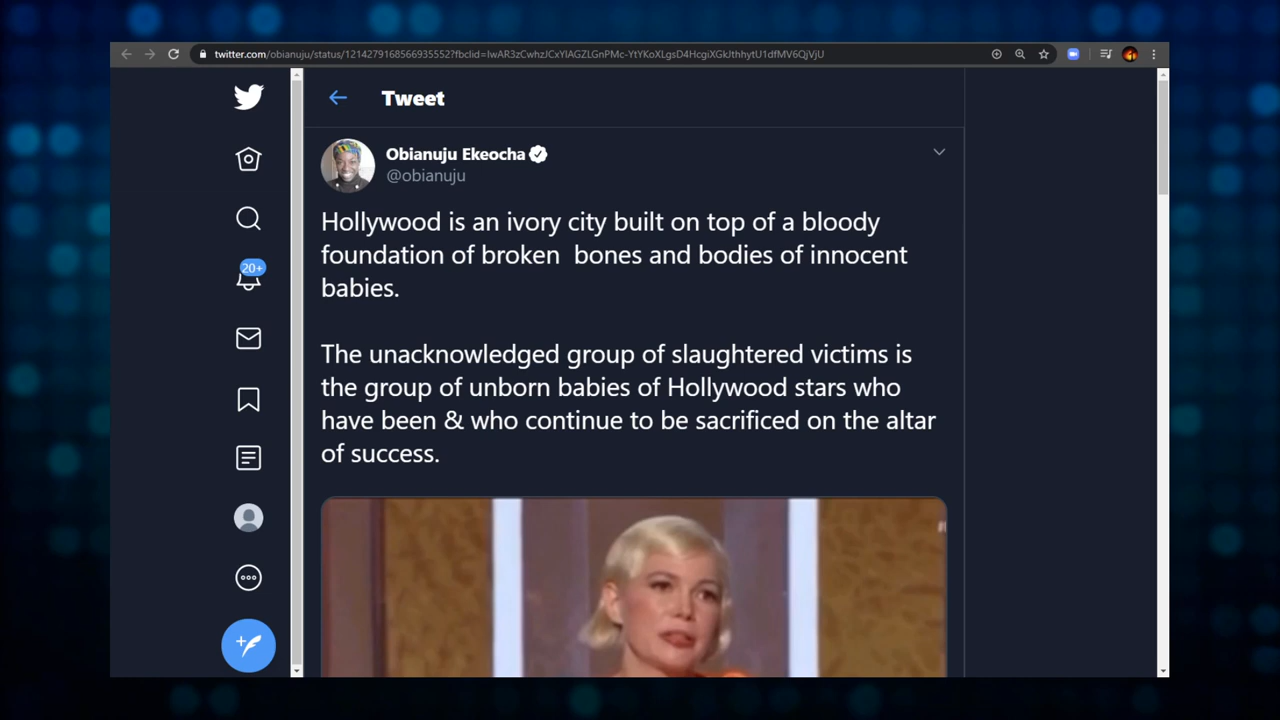 twitter.com/obianuju/status/1214279168566935552?fbclid=IwAR3zCwhzJCxYlAGZLGnPMc-YtYKoXLgsD4HcgiXGkJthhytU1dfMV6QjVjU
Tweet
Obianuju Ekeocha
@obianuju
Hollywood is an ivory city built on top of a bloody
foundation of broken bones and bodies of innocent
babies.
The unacknowledged group of slaughtered victims is
the group of unborn babies of Hollywood stars who
have been & who continue to be sacrificed on the altar
of success.
20+